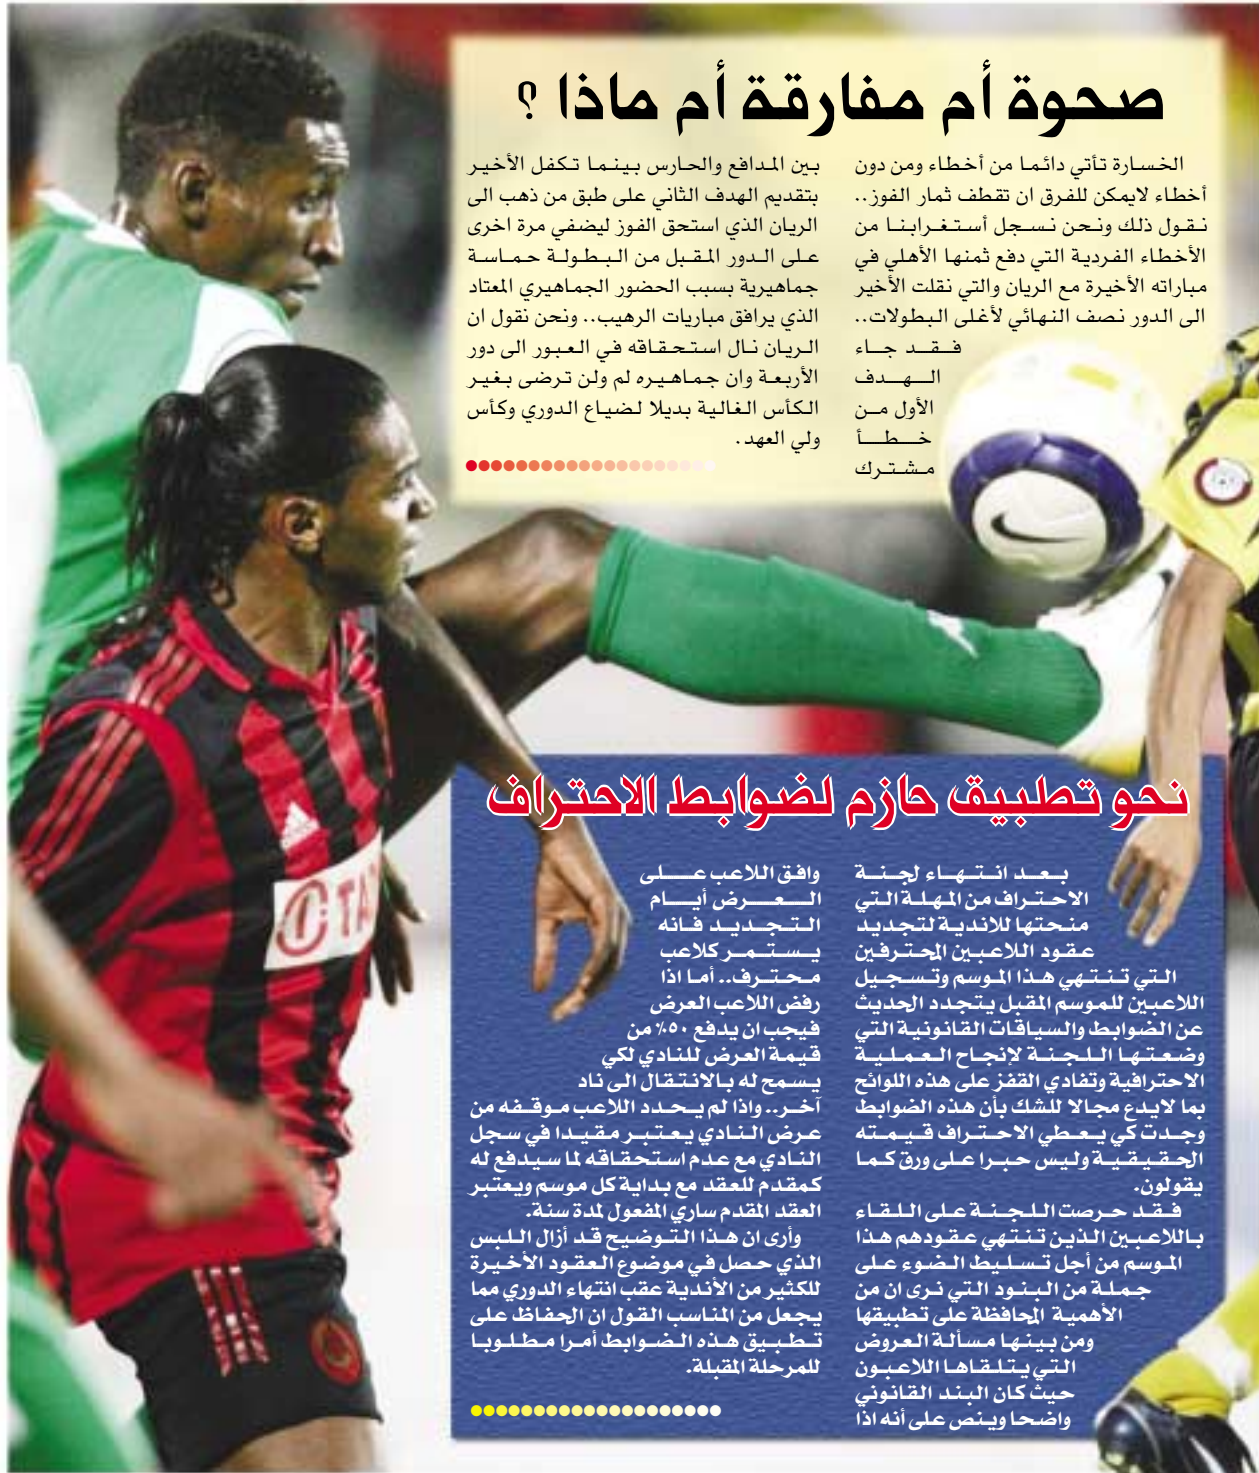 صحوة أم مفارقة أم ماذا ؟
الخسارة تأتي دائما من أخطاء ومن دون
أخطاء لايمكن للفرق ان تقطف ثمار الفوز..
نقول ذلك ونحن نسجل أستغرابنا من
الأخطاء الفردية التي دفع ثمنها الأهلي في
مباراته الأخيرة مع الريان والتي نقلت الأخير
الى الدور نصف النهائي لأغلى البطولات..
فقد جاء
الهدف
الأول من
خطأ
مشترك
بين المدافع والحارس بينما تكفل الأخير
بتقديم الهدف الثاني على طبق من ذهب الى
الريان الذي استحق الفوز ليضفي مرة اخرى
على الدور المقبل من البطولة حماسة
جماهيرية بسبب الحضور الجماهيري المعتاد
الذي يرافق مباريات الرهيب.. ونحن نقول ان
الريان نال استحقاقه في العبور الى دور
الأربعة وان جماهيره لم ولن ترضى بغير
الكأس الغالية بديلا لضياع الدوري وكأس
ولي العهد.
نحو تطبيق حازم لضوابط الاحتراف
بعد انتهاء لجنة
الاحتراف من المهلة التي
منحتها للاندية لتجديد
عقود اللاعبين المحترفين
التي تنتهي هذا الموسم وتسجيل
اللاعبين للموسم المقبل يتجدد الحديث
عن الضوابط والسياقات القانونية التي
وضعتها اللجنة لإنجاح العملية
الاحترافية وتفادي القفز على هذه اللوائح
بما لايدع مجالا للشك بأن هذه الضوابط
وجدت كي يعطي الاحتراف قيمته
الحقيقية وليس حبرا على ورق كما
يقولون.
فقد حرصت اللجنة على اللقاء
باللاعبين الذين تنتهي عقودهم هذا
الموسم من أجل تسليط الضوء على
جملة من البنود التي نرى ان من
الأهمية المحافظة على تطبيقها
ومن بينها مسألة العروض
التي يتلقاها اللاعبون
حيث كان البند القانوني
واضحا وينص على أنه اذا
وافق اللاعب على
العرض أيام
التجديد فانه
يستمر كلاعب
محترف.. أما اذا
رفض اللاعب العرض
فيجب ان يدفع ٥٠٪ من
قيمة العرض للنادي لكي
يسمح له بالانتقال الى ناد
آخر.. واذا لم يحدد اللاعب موقفه من
عرض النادي يعتبر مقيدا في سجل
النادي مع عدم استحقاقه لما سيدفع له
كمقدم للعقد مع بداية كل موسم ويعتبر
العقد المقدم ساري المفعول لمدة سنة.
وأرى ان هذا التوضيح قد أزال اللبس
الذي حصل في موضوع العقود الأخيرة
للكثير من الأندية عقب انتهاء الدوري مما
يجعل من المناسب القول ان الحفاظ على
تطبيق هذه الضوابط أمرا مطلوبا
للمرحلة المقبلة.